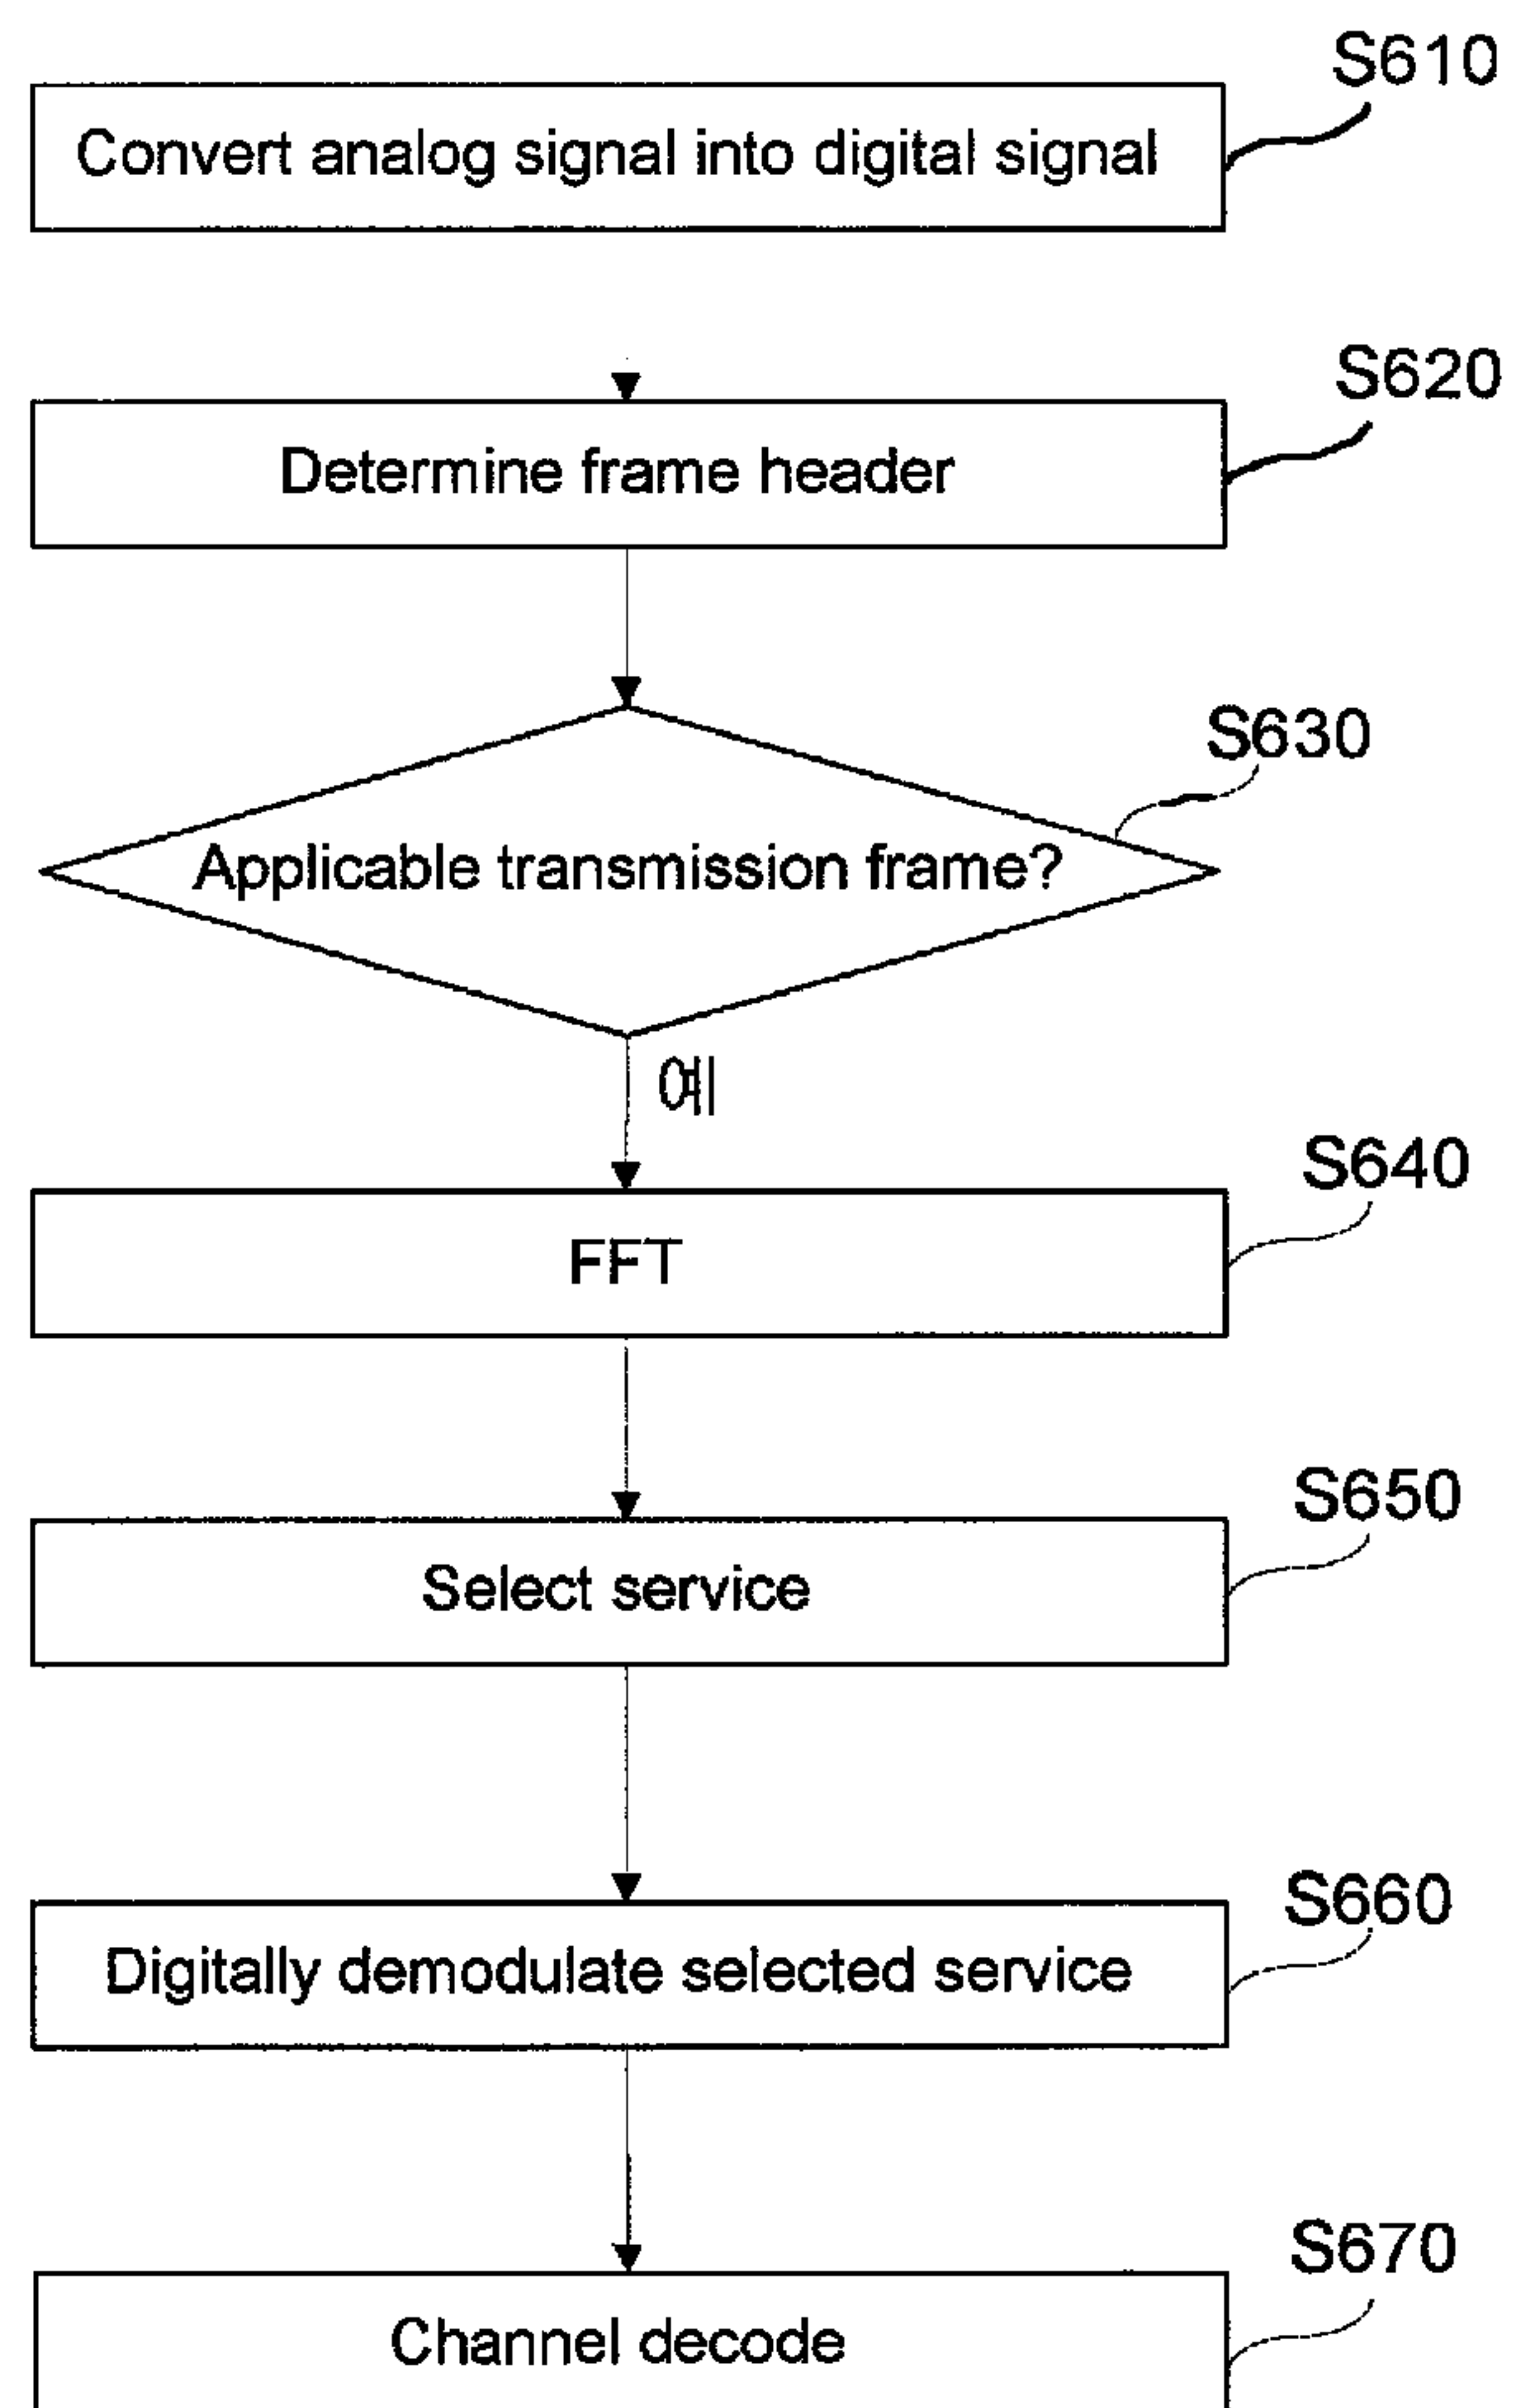 S610
Convert analog signal into digital signal
S620
Determine frame header
S630
Applicable transmission frame?
예
S640
FFT
S650
Select service
S660
Digitally demodulate selected service
S670
Channel decode